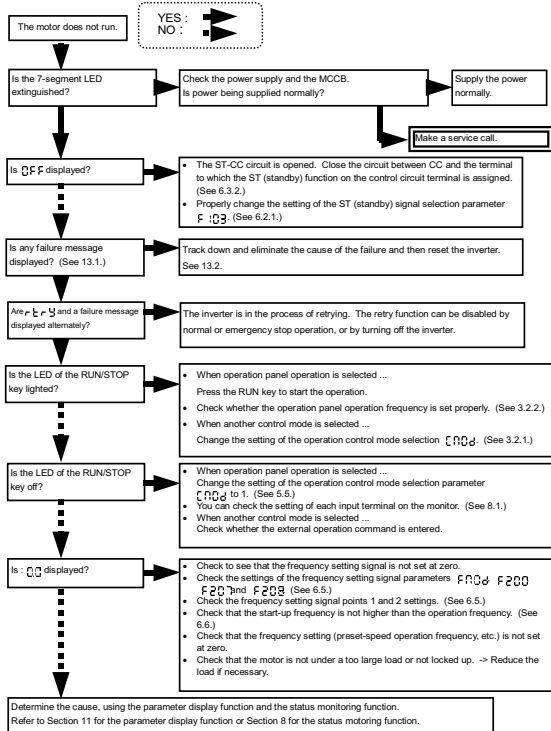 The motor does not run.
YES :
NO :
Is the 7-segment LED
extinguished?
Check the power supply and the MCCB.
Is power being supplied normally?
Supply the power
normally.
Make a service call.
Is OFF displayed?
• The ST-CC circuit is opened. Close the circuit between CC and the terminal
to which the ST (standby) function on the control circuit terminal is assigned.
(See 6.3.2.)
• Properly change the setting of the ST (standby) signal selection parameter
F103. (See 6.2.1.)
Is any failure message
displayed? (See 13.1.)
Track down and eliminate the cause of the failure and then reset the inverter.
See 13.2.
Are rtry and a failure message
displayed alternately?
The inverter is in the process of retrying. The retry function can be disabled by
normal or emergency stop operation, or by turning off the inverter.
Is the LED of the RUN/STOP
key lighted?
• When operation panel operation is selected ...
Press the RUN key to start the operation.
• Check whether the operation panel operation frequency is set properly. (See 3.2.2.)
• When another control mode is selected ...
Change the setting of the operation control mode selection CMOd. (See 3.2.1.)
Is the LED of the RUN/STOP
key off?
• When operation panel operation is selected ...
Change the setting of the operation control mode selection parameter
CMOd to 1. (See 5.5.)
• You can check the setting of each input terminal on the monitor. (See 8.1.)
• When another control mode is selected ...
Check whether the external operation command is entered.
Is : 0.0 displayed?
• Check to see that the frequency setting signal is not set at zero.
• Check the settings of the frequency setting signal parameters FMOd F200
F207 and F208 (See 6.5.)
• Check the frequency setting signal points 1 and 2 settings. (See 6.5.)
• Check that the start-up frequency is not higher than the operation frequency. (See
6.6.)
• Check that the frequency setting (preset-speed operation frequency, etc.) is not set
at zero.
• Check that the motor is not under a too large load or not locked up. -> Reduce the
load if necessary.
Determine the cause, using the parameter display function and the status monitoring function.
Refer to Section 11 for the parameter display function or Section 8 for the status motoring function.